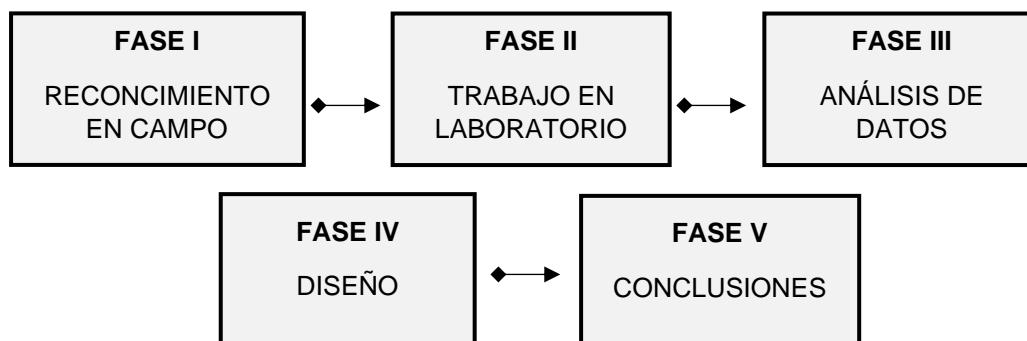 FASE I
RECONCIMIENTO
EN CAMPO
FASE II
TRABAJO EN
LABORATORIO
FASE III
ANÁLISIS DE
DATOS
FASE IV
DISEÑO
FASE V
CONCLUSIONES